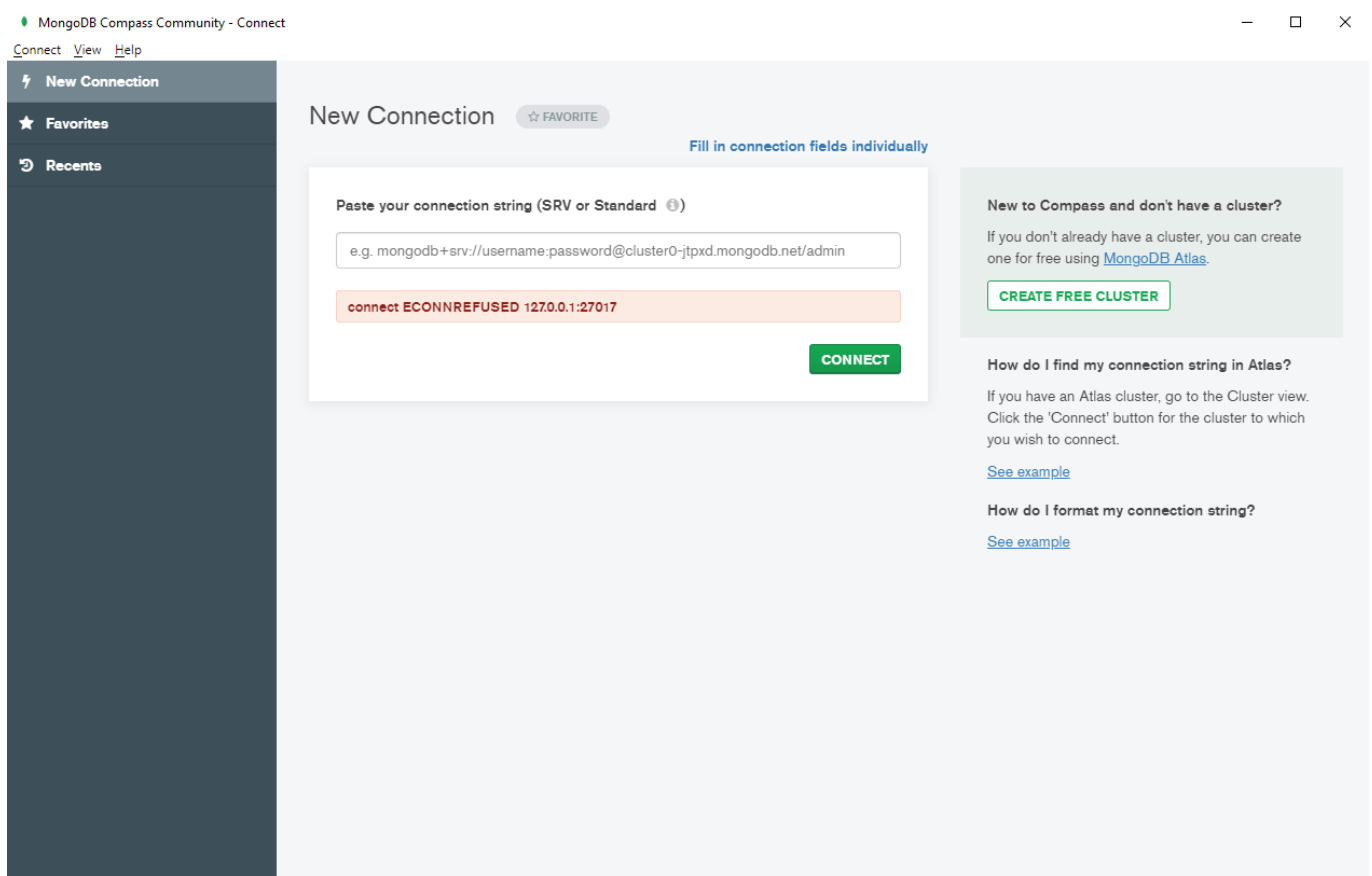 MongoDB Compass Community - Connect
Connect View Help
New Connection
Favorites
Recents
New Connection
FAVORITE
Fill in connection fields individually
Paste your connection string (SRV or Standard )
e.g. mongodb+srv://username:password@cluster0-jtpxd.mongodb.net/admin
connect ECONNREFUSED 127.0.0.1:27017
CONNECT
New to Compass and don't have a cluster?
If you don't already have a cluster, you can create
one for free using MongoDB Atlas.
CREATE FREE CLUSTER
How do I find my connection string in Atlas?
If you have an Atlas cluster, go to the Cluster view.
Click the 'Connect' button for the cluster to which
you wish to connect.
See example
How do I format my connection string?
See example